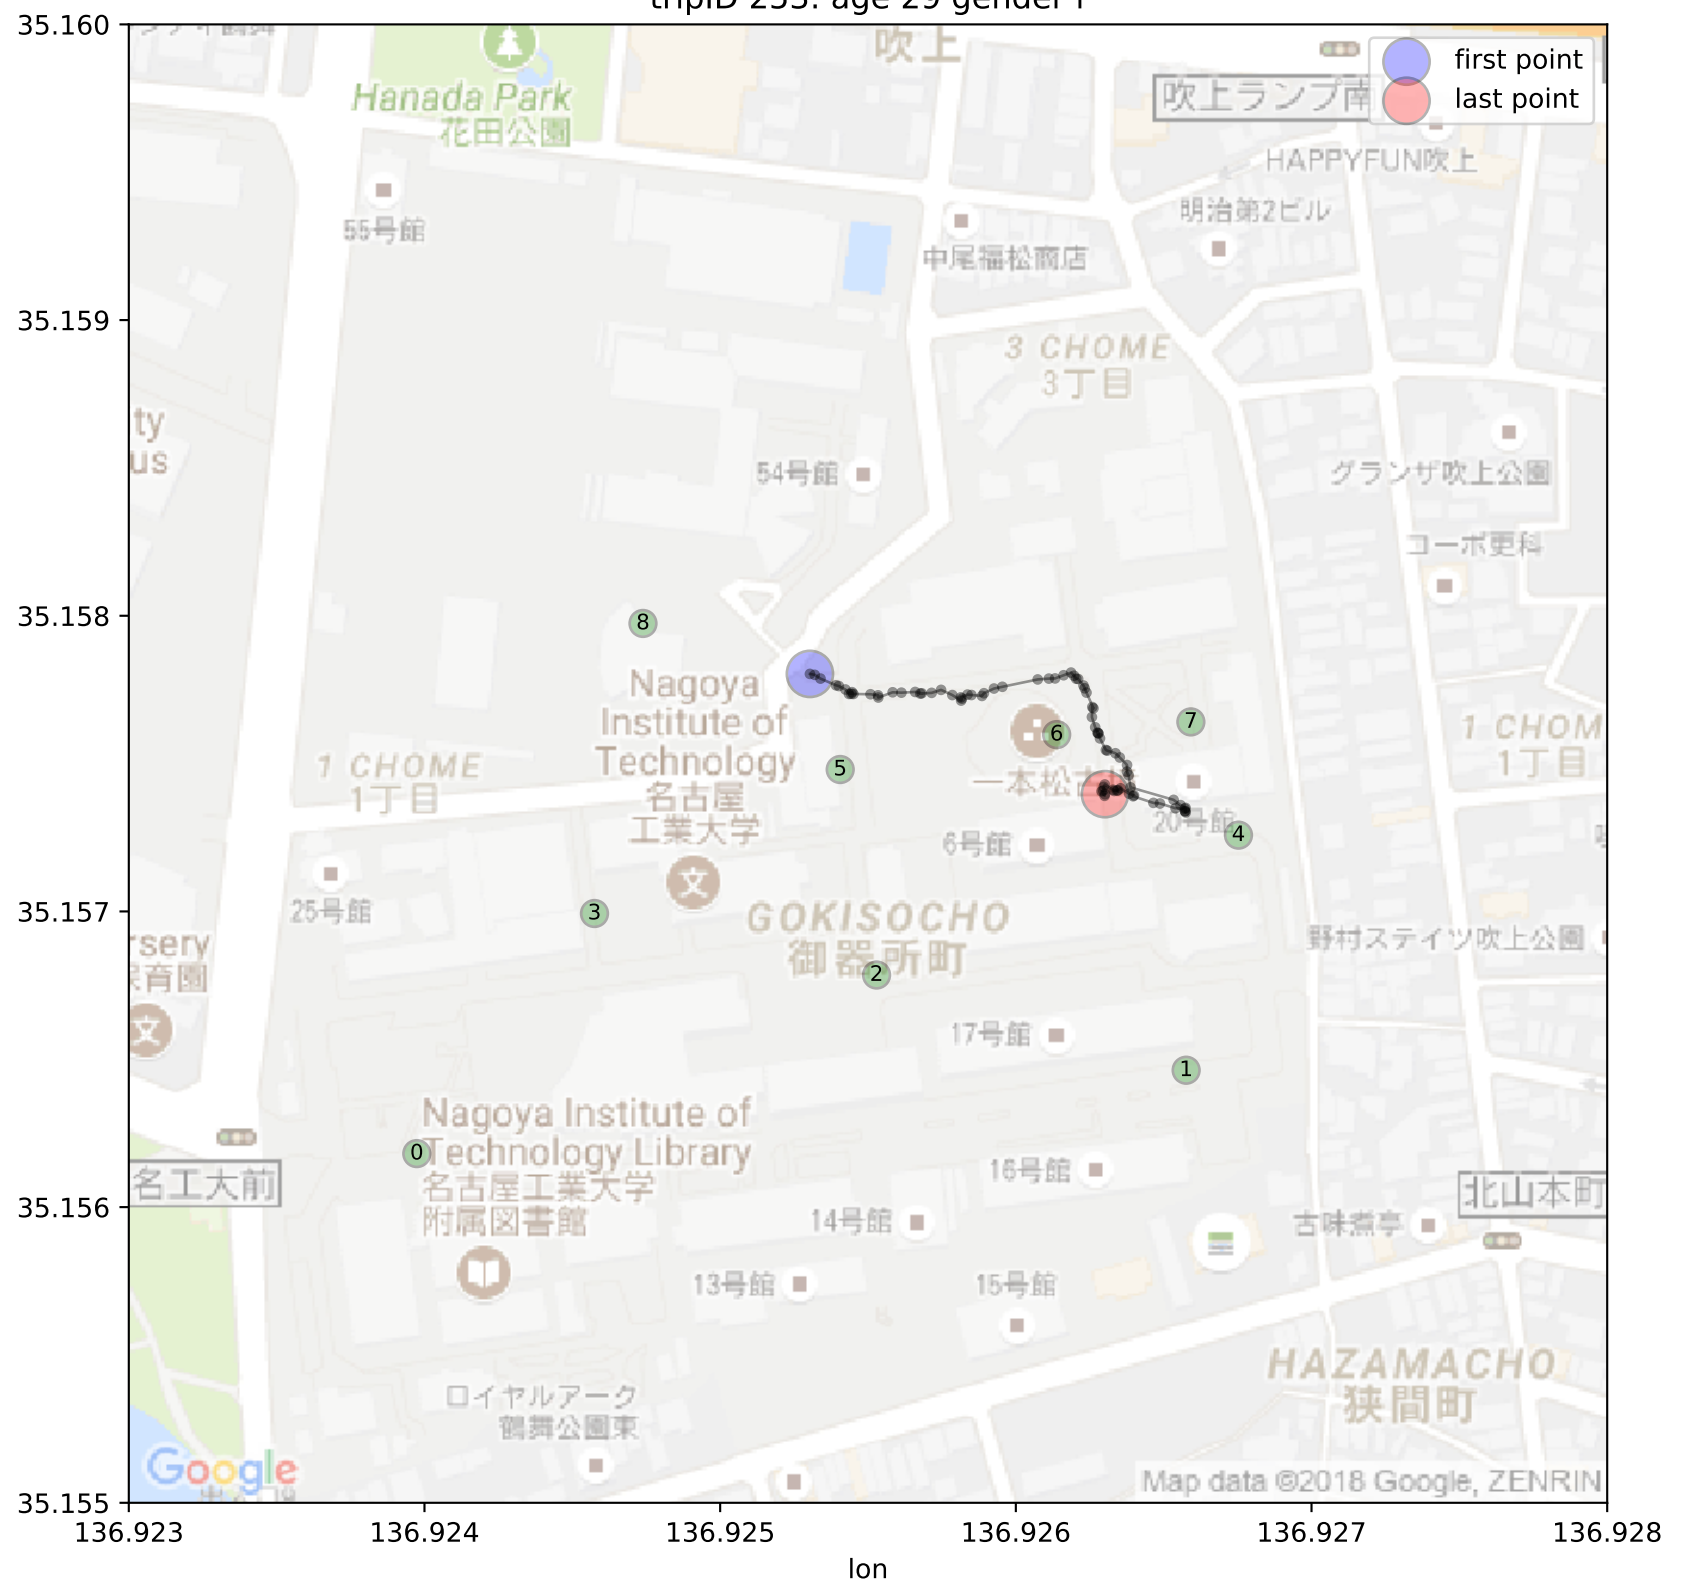 35.160
吹上
first point
last point
Hanada Park
花田公園
吹上ランプ南
HAPPYFUN吹上
明治第2ビル
55号館
中尾福松商店
35.159
3 CHOME
3丁目
ty
us
54号館
グランザ吹上公園
コーポ更科
35.158
8
Nagoya
Institute of
Technology
名古屋
工業大学
7
6
5
一本松古
1 CHOME
1丁目
1 CHOM
1丁目
20号館
4
6号館
35.157
25号館
3
GOKISOCHO
御器所町
2
野村ステイツ吹上公園
rsery
保育園
17号館
1
Nagoya Institute of
Technology Library
名古屋工業大学
附属図書館
0
名工大前
16号館
北山本町
35.156
14号館
古味煮亭
13号館
15号館
HAZAMACHO
狭間町
ロイヤルアーク
鶴舞公園東
Google
Map data ©2018 Google, ZENRIN
35.155
136.923
136.924
136.925
136.926
136.927
136.928
lon